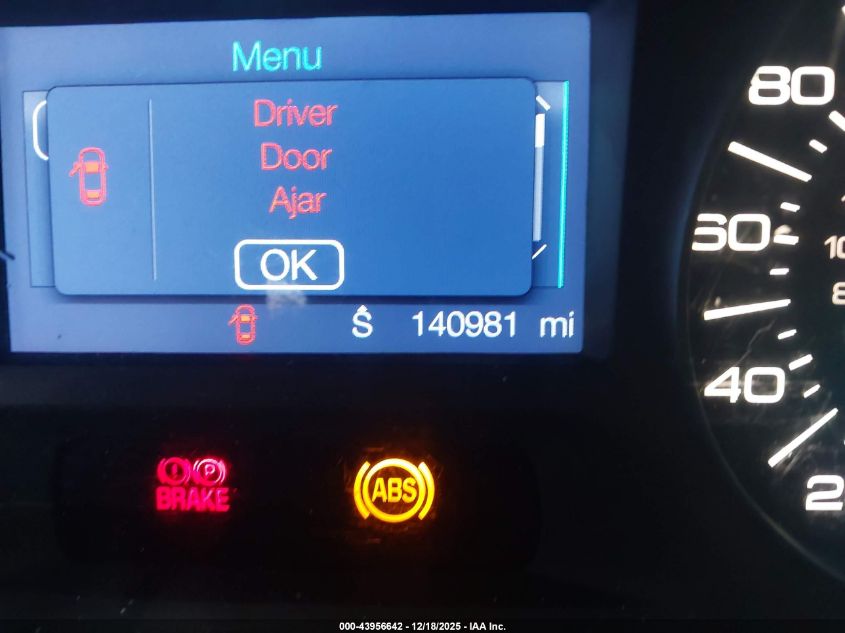 Menu
Driver
Door
Ajar
OK
Ŝ 140981 mi
80
60
40
P
BRAKE
ABS
000-43956642 - 12/18/2025 - IAA Inc.